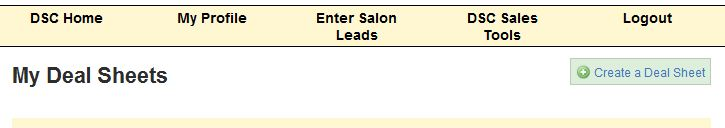 DSC Home My Profile Enter Salon Leads DSC Sales Tools Logout
My Deal Sheets
Create a Deal Sheet